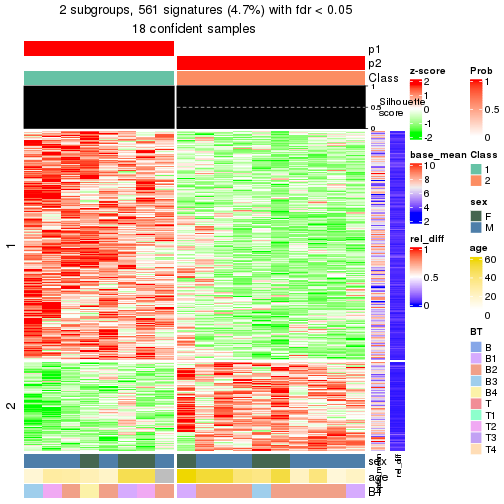 2 subgroups, 561 signatures (4.7%) with fdr < 0.05
18 confident samples
p1
p2
Class
1
0.5
0
Silhouette
score
1
2
sex
age
BT
base_mean
rel_diff
z-score
2
1
0
-1
-2
base_mean
10
8
6
4
2
rel_diff
1
0.5
0
Prob
1
0.5
0
Class
1
2
sex
F
M
age
60
40
20
0
BT
B
B1
B2
B3
B4
T
T1
T2
T3
T4